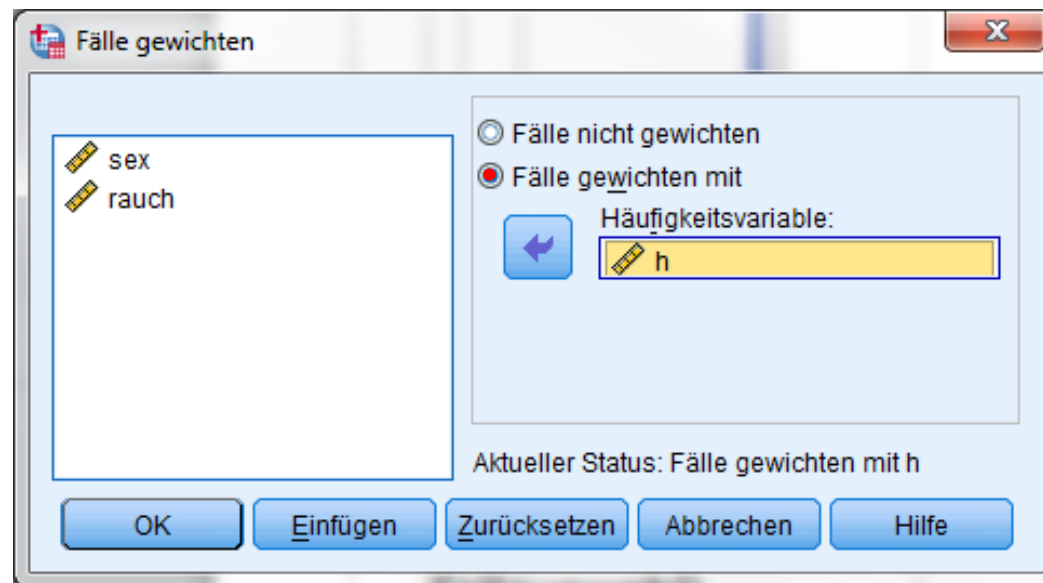 Fälle gewichten
sex
rauch
Fälle nicht gewichten
Fälle gewichten mit
Häufigkeitsvariable:
h
Aktueller Status: Fälle gewichten mit h
OK
Einfügen
Zurücksetzen
Abbrechen
Hilfe